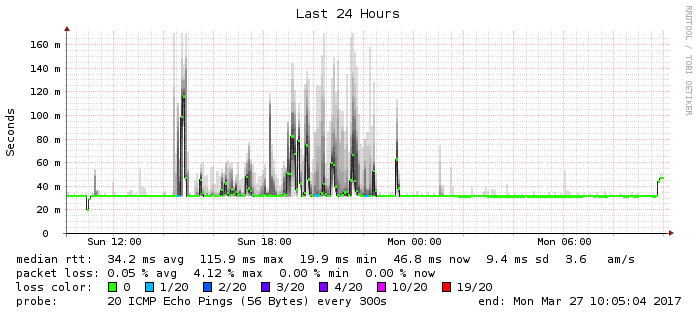 Last 24 Hours
RRDTOOL / TOBI OETIKER
Seconds
160 m
140 m
120 m
100 m
80 m
60 m
40 m
20 m
0
Sun 12:00 Sun 18:00 Mon 00:00 Mon 06:00
median rtt: 34.2 ms avg 115.9 ms max 19.9 ms min 46.8 ms now 9.4 ms sd 3.6 am/s
packet loss: 0.05 % avg 4.12 % max 0.00 % min 0.00 % now
loss color: 0 1/20 2/20 3/20 4/20 10/20 19/20
probe: 20 ICMP Echo Pings (56 Bytes) every 300s end: Mon Mar 27 10:05:04 2017